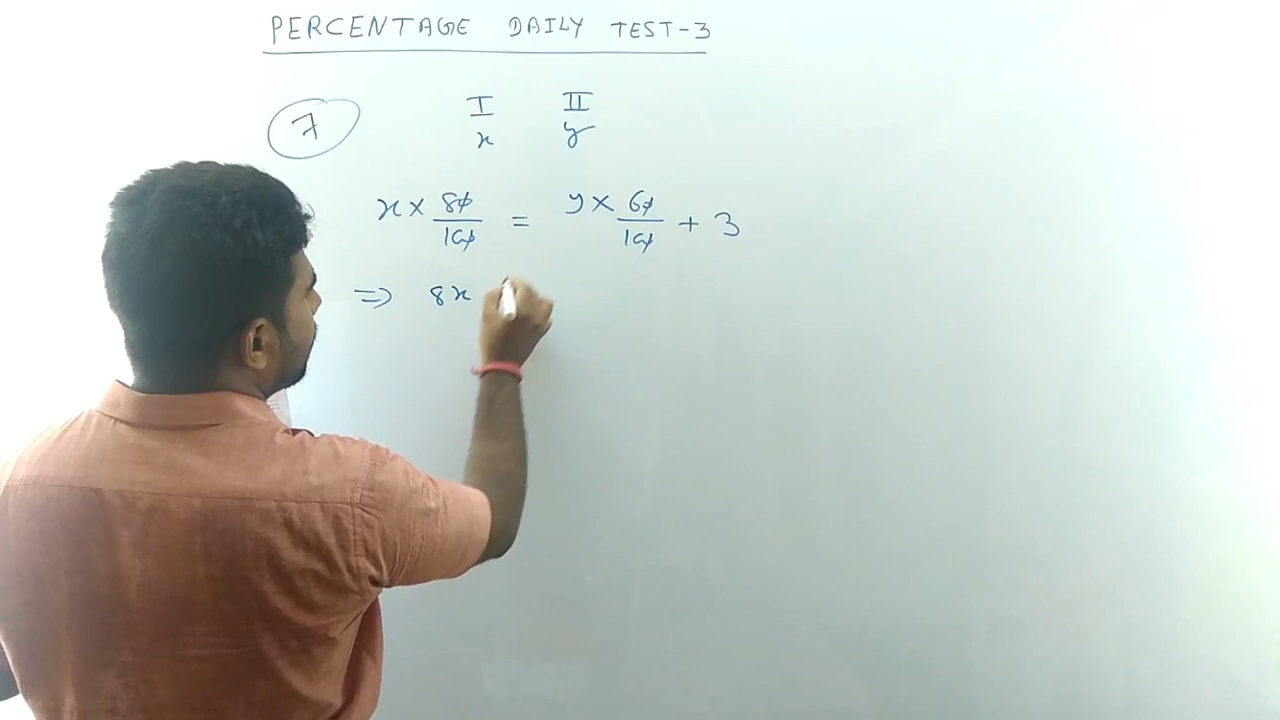 PERCENTAGE DAILY TEST-3
7
I II
x y
x × 80/100 = y × 60/100 + 3
⇒ 8x